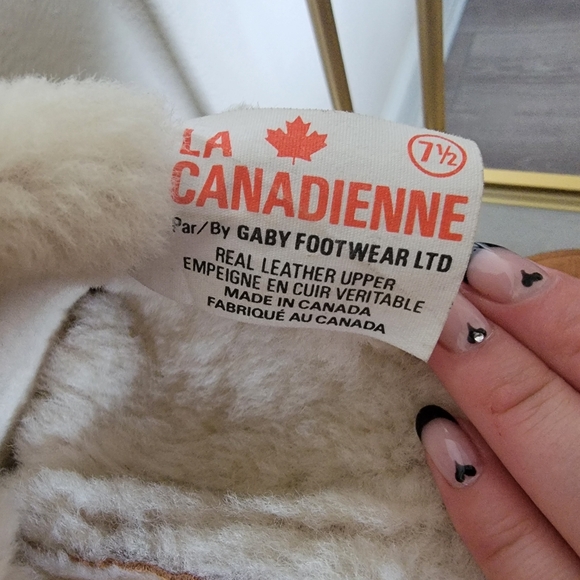 LA
7½
CANADIENNE
Par/By GABY FOOTWEAR LTD
REAL LEATHER UPPER
EMPEIGNE EN CUIR VERITABLE
MADE IN CANADA
FABRIQUÉ AU CANADA